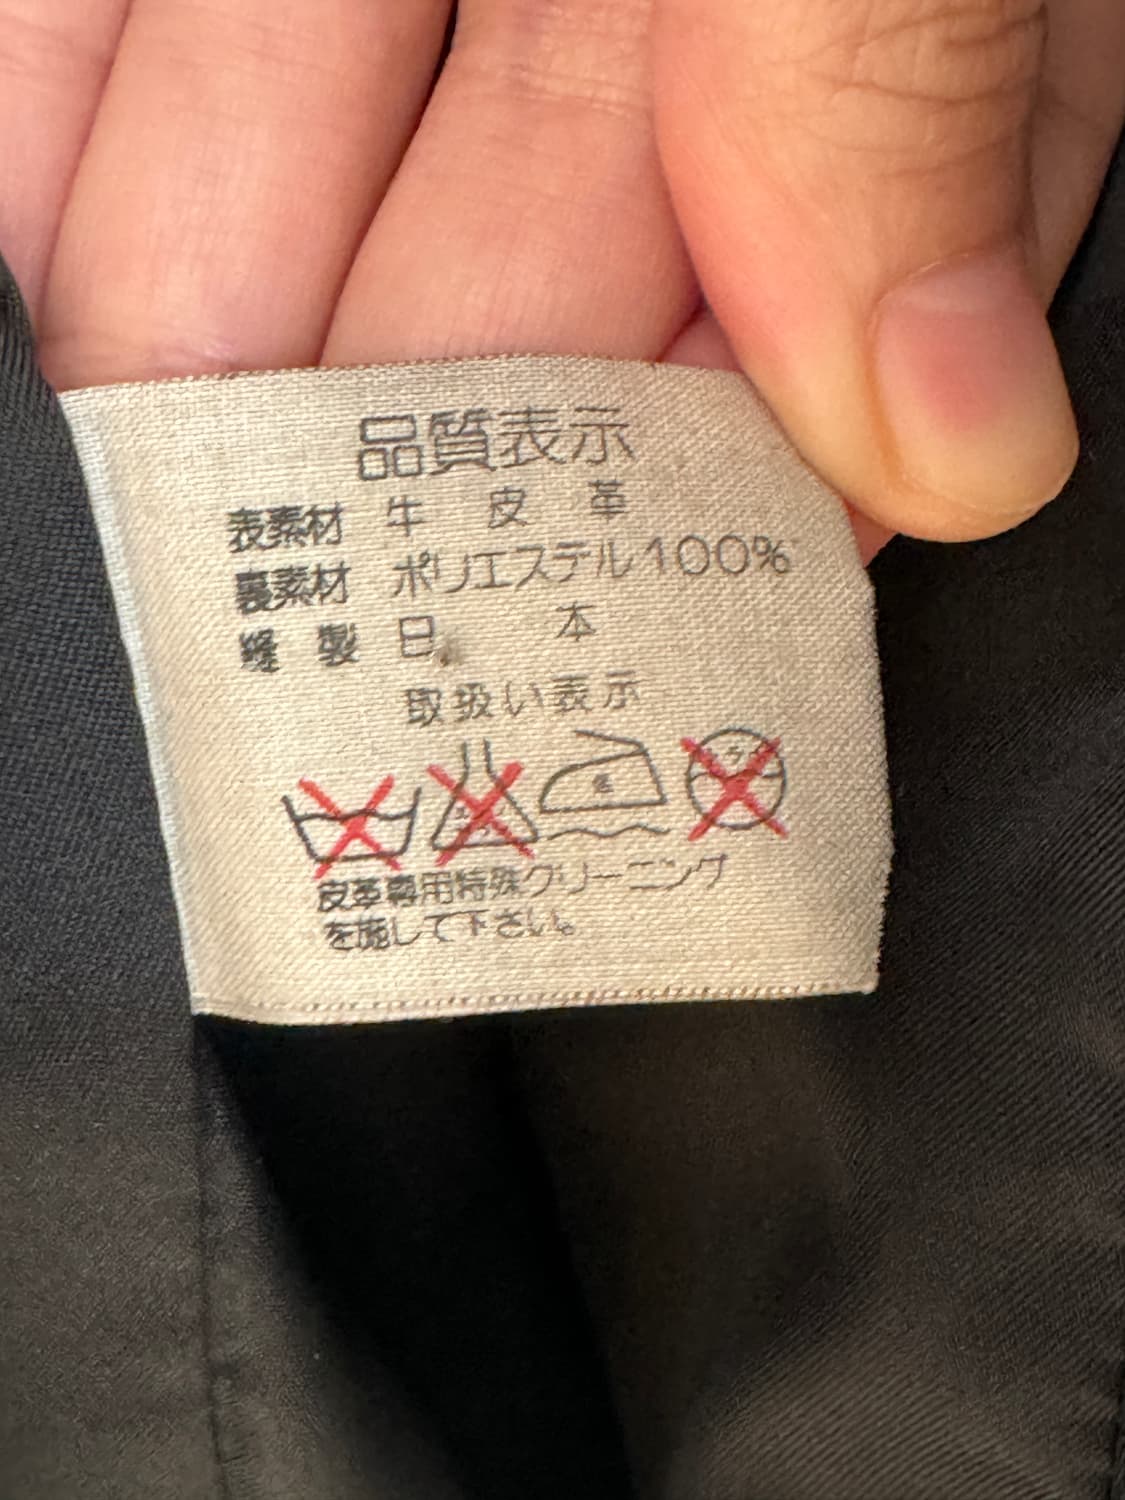 品質表示
表素材 牛皮革
裏素材 ポリエステル100%
縫製 日本
取扱い表示
皮革専用特殊クリーニング
を施して下さい。